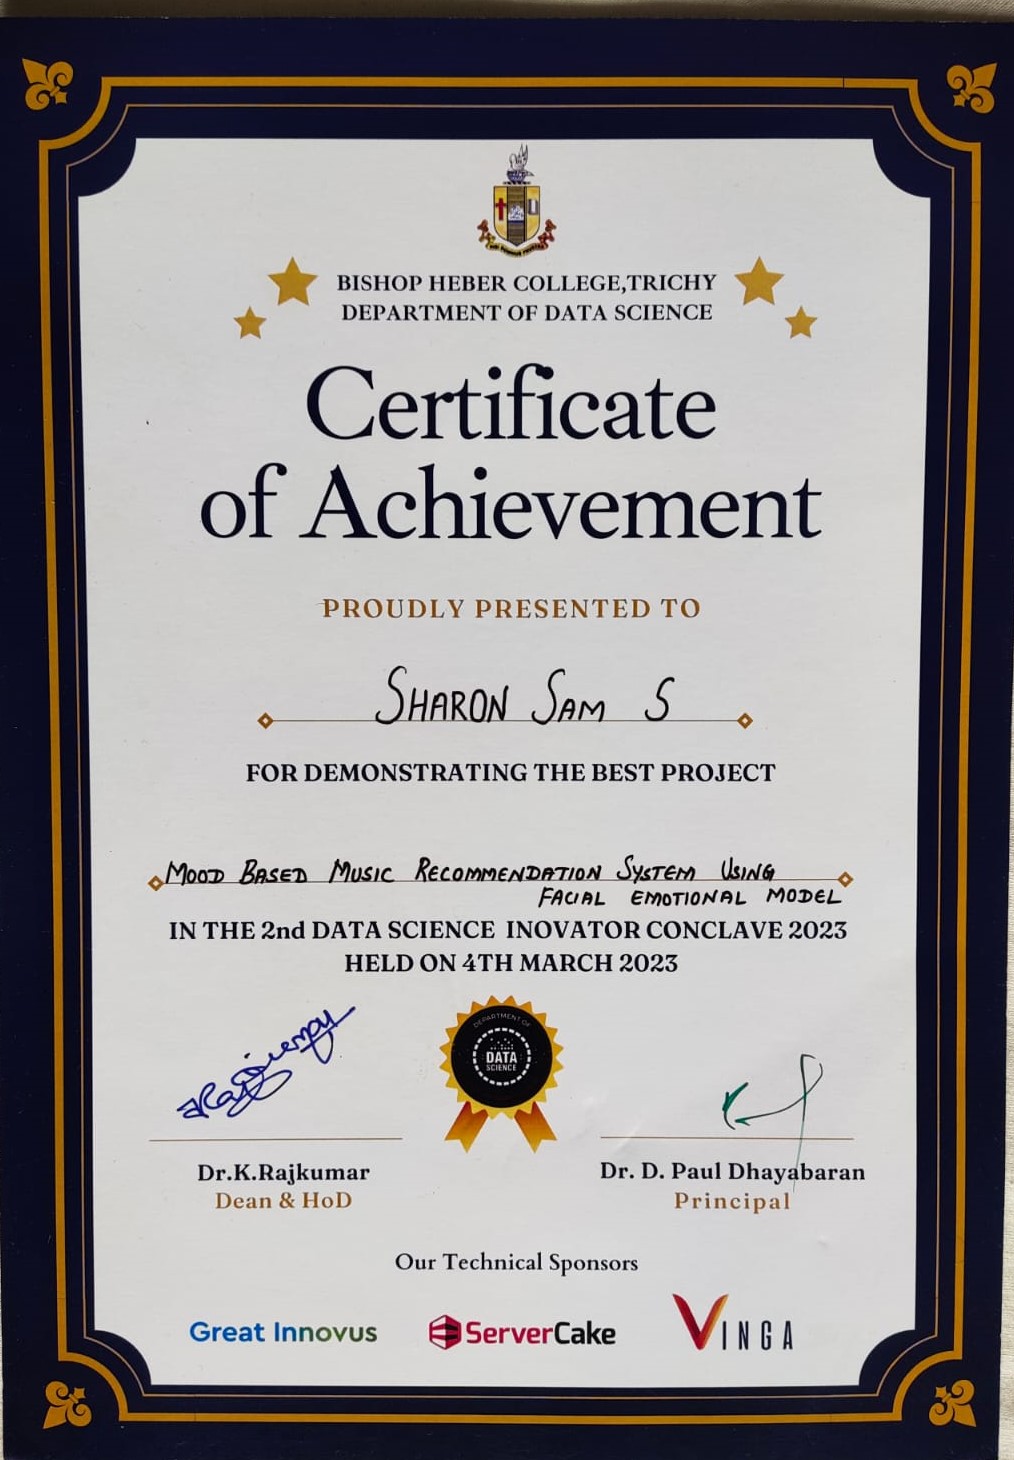 BISHOP HEBER COLLEGE,TRICHY
DEPARTMENT OF DATA SCIENCE
Certificate
of Achievement
PROUDLY PRESENTED TO
SHARON SAM S
FOR DEMONSTRATING THE BEST PROJECT
MOOD BASED MUSIC RECOMMENDATION SYSTEM USING
FACIAL EMOTIONAL MODEL
IN THE 2nd DATA SCIENCE INOVATOR CONCLAVE 2023
HELD ON 4TH MARCH 2023
DEPARTMENT OF
DATA
SCIENCE
Dr.K.Rajkumar
Dean & HoD
Dr. D. Paul Dhayabaran
Principal
Our Technical Sponsors
Great Innovus
ServerCake
VINGA